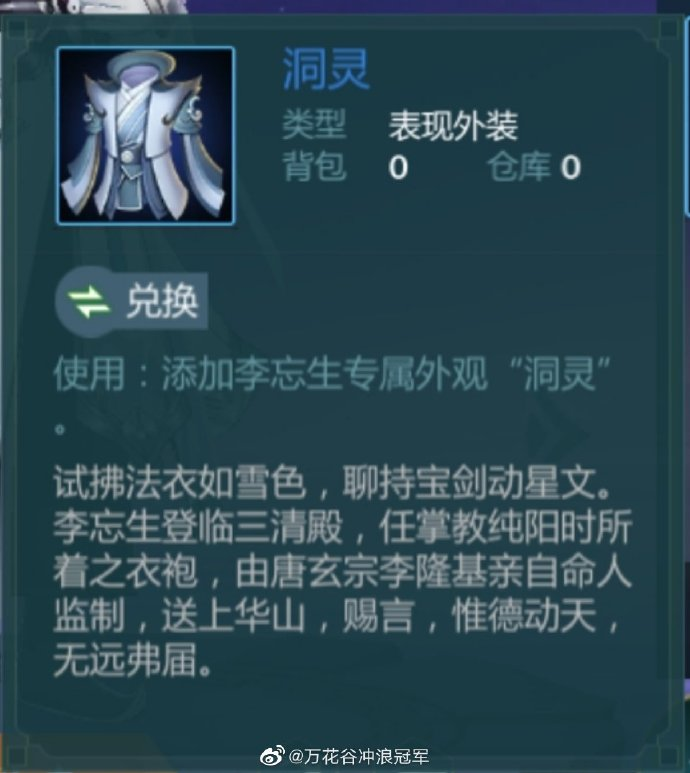 洞灵
类型 表现外装
背包 0 仓库 0
兑换
使用：添加李忘生专属外观“洞灵”
。
试拂法衣如雪色，聊持宝剑动星文。
李忘生登临三清殿，任掌教纯阳时所
着之衣袍，由唐玄宗李隆基亲自命人
监制，送上华山，赐言，惟德动天，
无远弗届。
@万花谷冲浪冠军